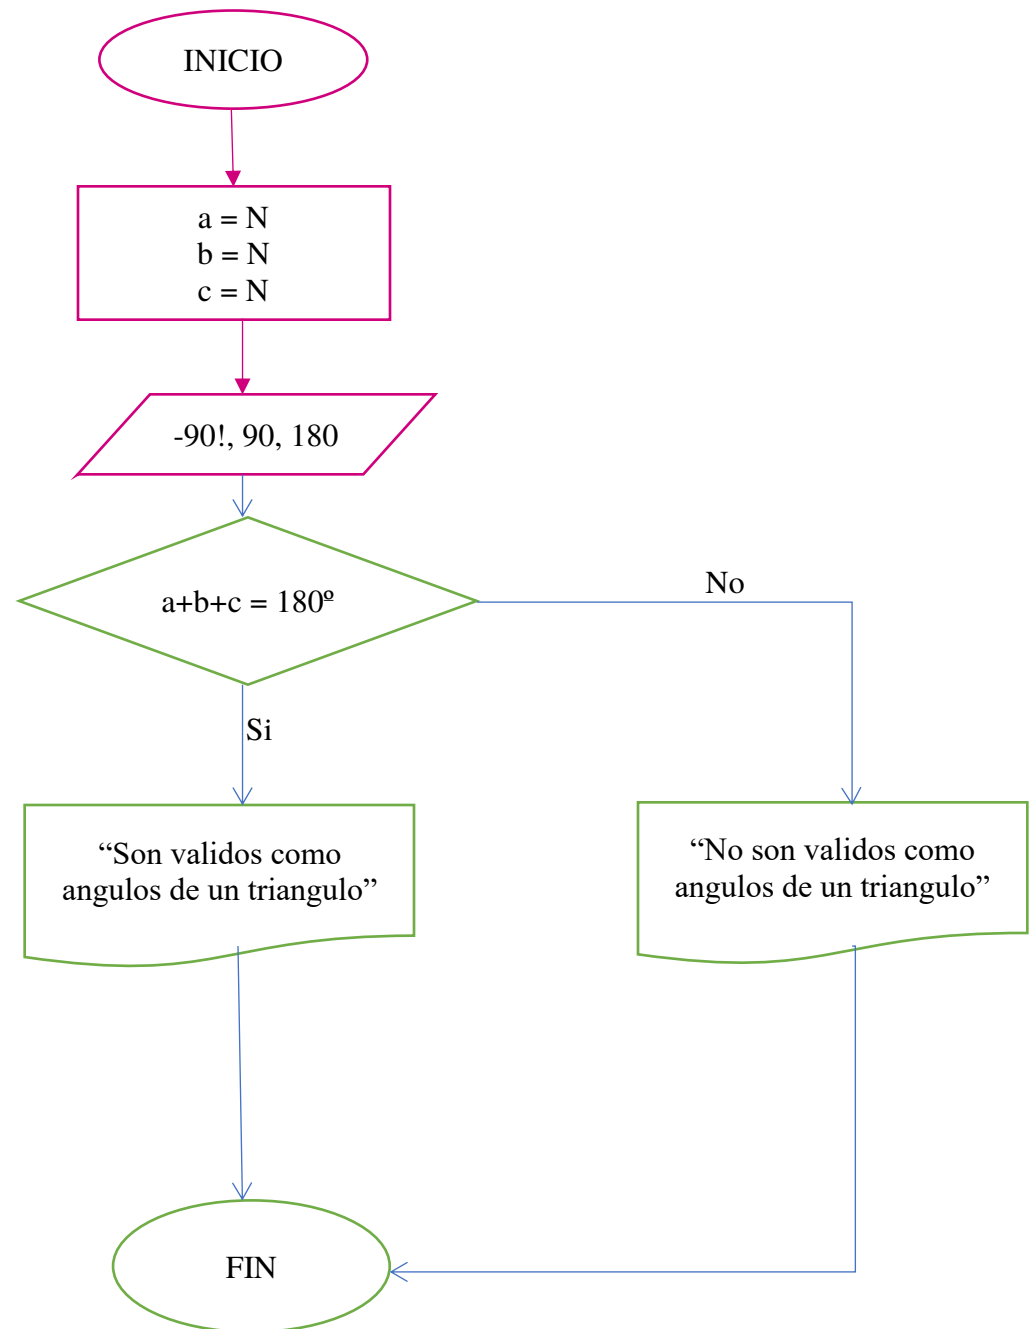 INICIO
a = N
b = N
c = N
-90!, 90, 180
a+b+c = 180º
No
Si
“Son validos como
angulos de un triangulo”
“No son validos como
angulos de un triangulo”
FIN